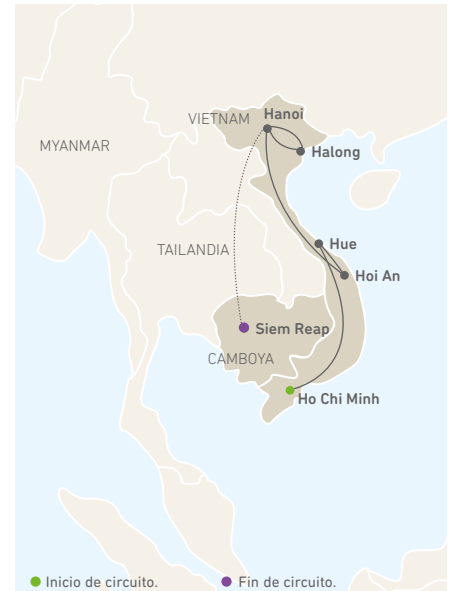 VIETNAM
Hanoi
MYANMAR
Halong
TAILANDIA
Hue
Hoi An
Siem Reap
CAMBOYA
Ho Chi Minh
Inicio de circuito.
Fin de circuito.